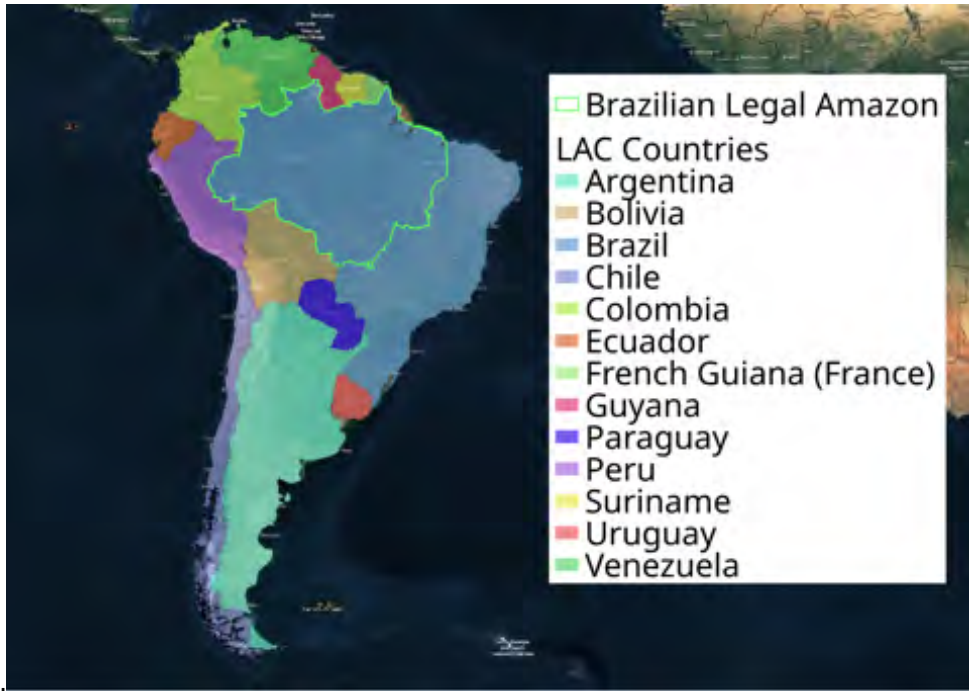 Brazilian Legal Amazon
LAC Countries
Argentina
Bolivia
Brazil
Chile
Colombia
Ecuador
French Guiana (France)
Guyana
Paraguay
Peru
Suriname
Uruguay
Venezuela